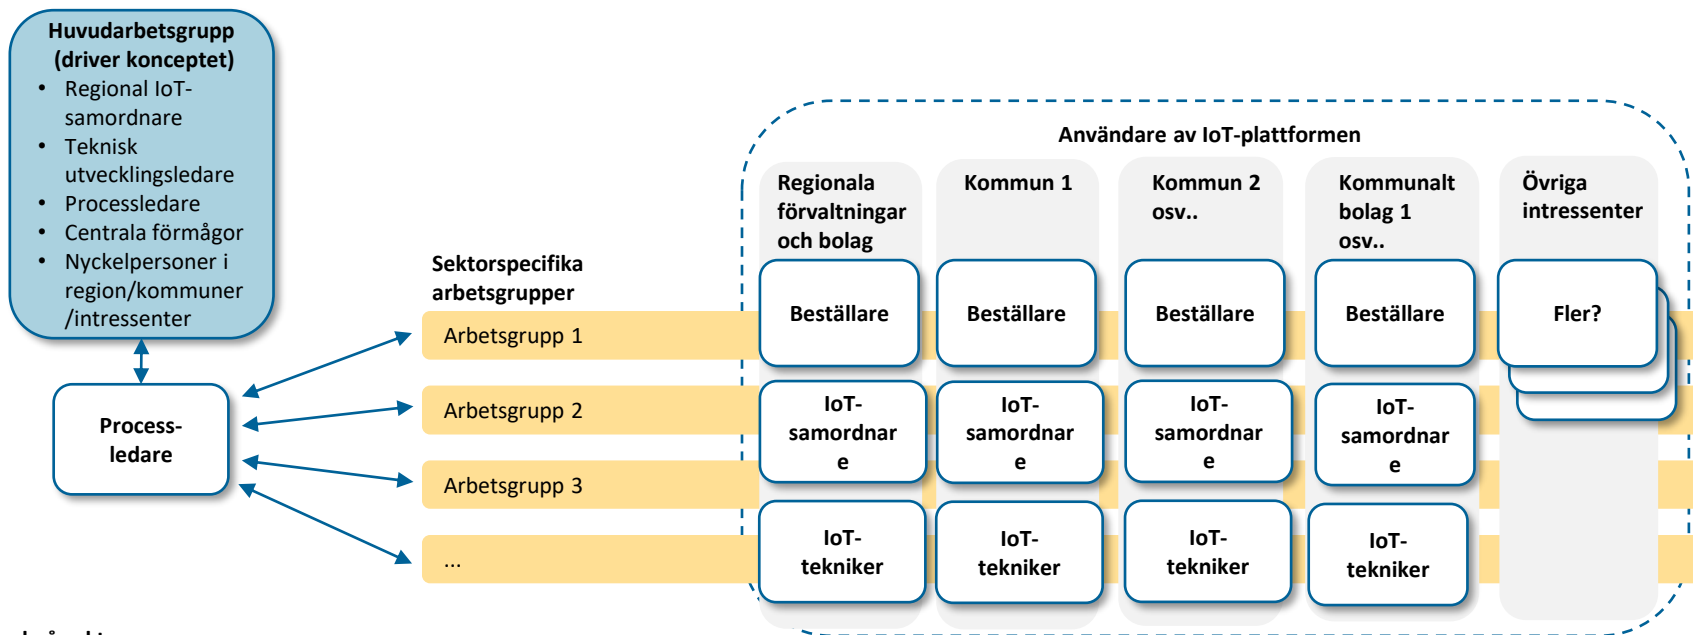 Huvudarbetsgrupp
(driver konceptet)
• Regional IoT-
samordnare
• Teknisk
utvecklingsledare
• Processledare
• Centrala förmågor
• Nyckelpersoner i
region/kommuner
/intressenter
Process-
ledare
Sektorspecifika
arbetsgrupper
Arbetsgrupp 1
Arbetsgrupp 2
Arbetsgrupp 3
...
Användare av IoT-plattformen
Regionala
förvaltningar
och bolag
Beställare
IoT-
samordnar
e
IoT-
tekniker
Kommun 1
Beställare
IoT-
samordnar
e
IoT-
tekniker
Kommun 2
osv..
Beställare
IoT-
samordnar
e
IoT-
tekniker
Kommunalt
bolag 1
osv..
Beställare
IoT-
samordnar
e
IoT-
tekniker
Övriga
intressenter
Fler?